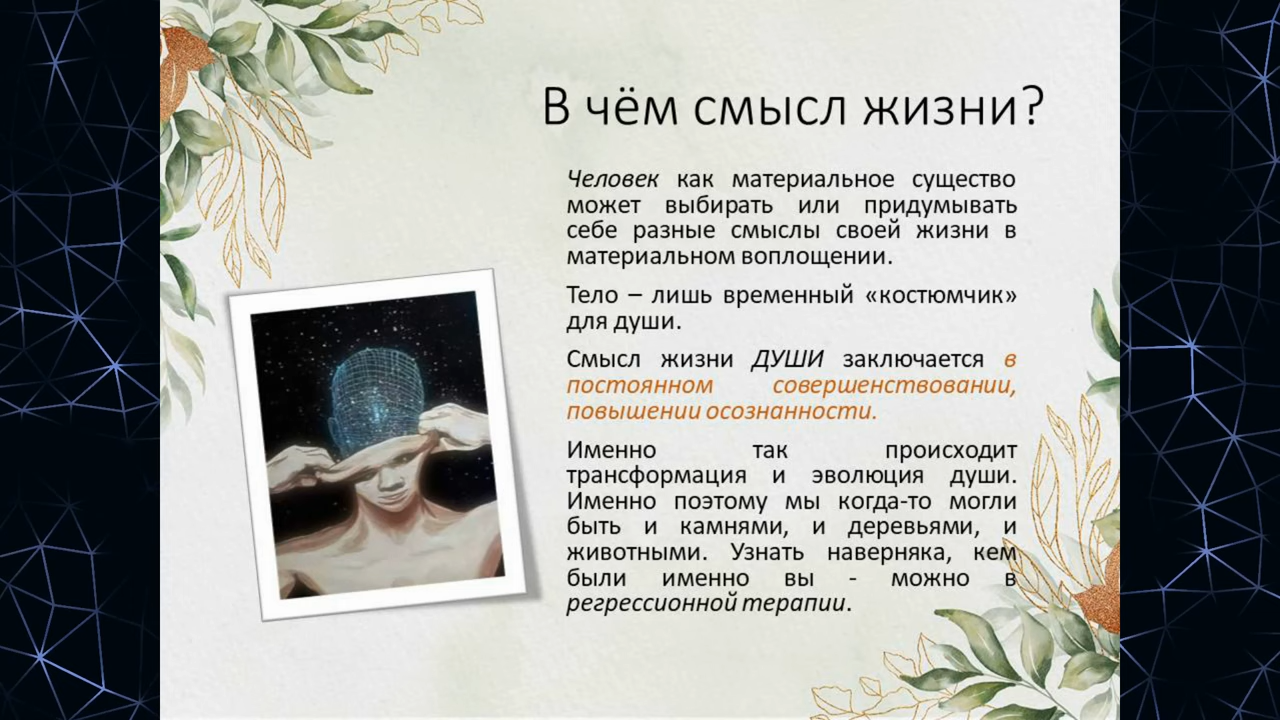 В чём смысл жизни?
Человек как материальное существо
может выбирать или придумывать
себе разные смыслы своей жизни в
материальном воплощении.
Тело – лишь временный «костюмчик»
для души.
Смысл жизни ДУШИ заключается в
постоянном совершенствовании,
повышении осознанности.
Именно так происходит
трансформация и эволюция души.
Именно поэтому мы когда-то могли
быть и камнями, и деревьями, и
животными. Узнать наверняка, кем
были именно вы - можно в
регрессионной терапии.